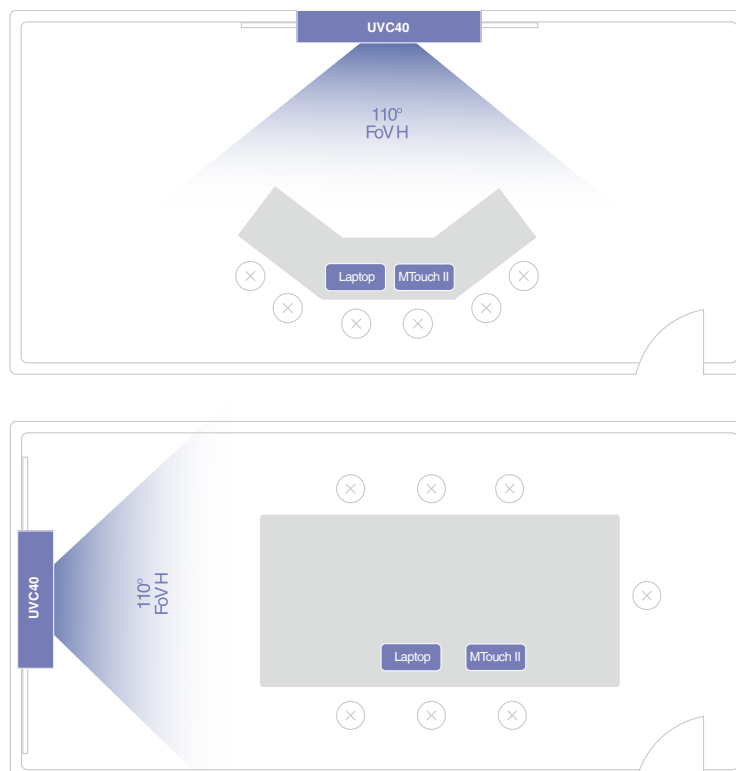 UVC40
110°
FoV H
Laptop
MTouch II
UVC40
110°
FoV H
Laptop
MTouch II